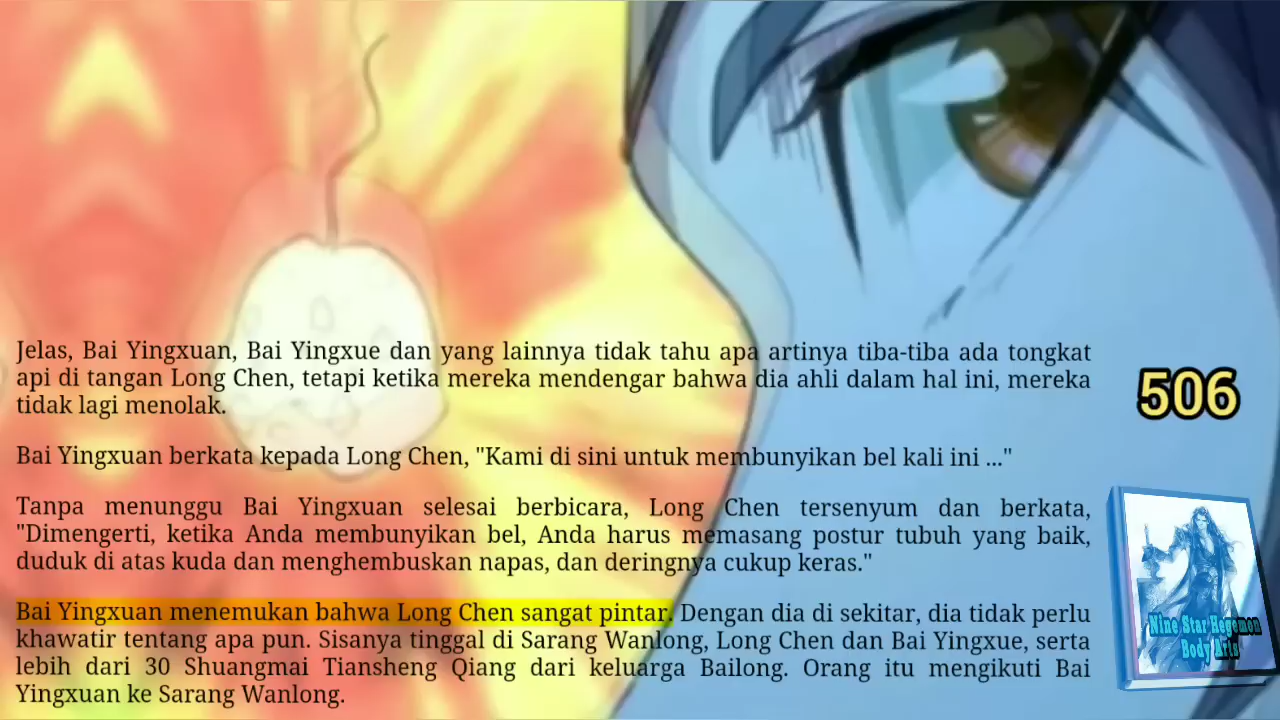 Jelas, Bai Yingxuan, Bai Yingxue dan yang lainnya tidak tahu apa artinya tiba-tiba ada tongkat
api di tangan Long Chen, tetapi ketika mereka mendengar bahwa dia ahli dalam hal ini, mereka
tidak lagi menolak.
Bai Yingxuan berkata kepada Long Chen, "Kami di sini untuk membunyikan bel kali ini ..."
Tanpa menunggu Bai Yingxuan selesai berbicara, Long Chen tersenyum dan berkata,
"Dimengerti, ketika Anda membunyikan bel, Anda harus memasang postur tubuh yang baik,
duduk di atas kuda dan menghembuskan napas, dan deringnya cukup keras."
Bai Yingxuan menemukan bahwa Long Chen sangat pintar. Dengan dia di sekitar, dia tidak perlu
khawatir tentang apa pun. Sisanya tinggal di Sarang Wanlong, Long Chen dan Bai Yingxue, serta
lebih dari 30 Shuangmai Tiansheng Qiang dari keluarga Bailong. Orang itu mengikuti Bai
Yingxuan ke Sarang Wanlong.
506
Nine Star Hegemon
Body Arts